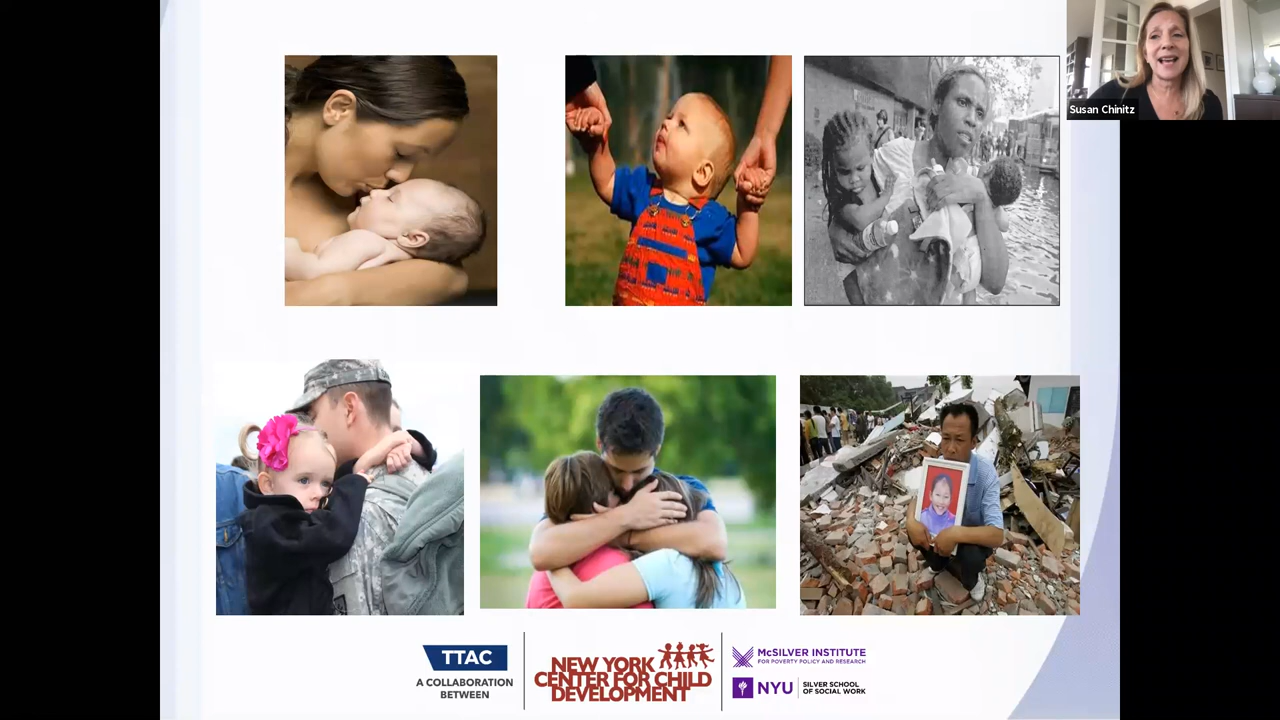 Susan Chinitz
TTAC
A COLLABORATION
BETWEEN
NEW YORK
CENTER FOR CHILD
DEVELOPMENT
McSILVER INSTITUTE
FOR POVERTY POLICY AND RESEARCH
NYU
SILVER SCHOOL
OF SOCIAL WORK